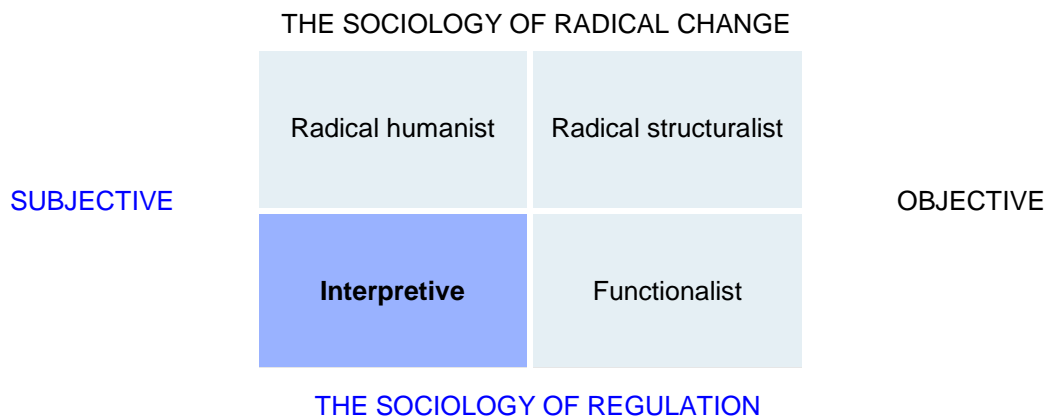 THE SOCIOLOGY OF RADICAL CHANGE
Radical humanist
Radical structuralist
SUBJECTIVE
OBJECTIVE
Interpretive
Functionalist
THE SOCIOLOGY OF REGULATION